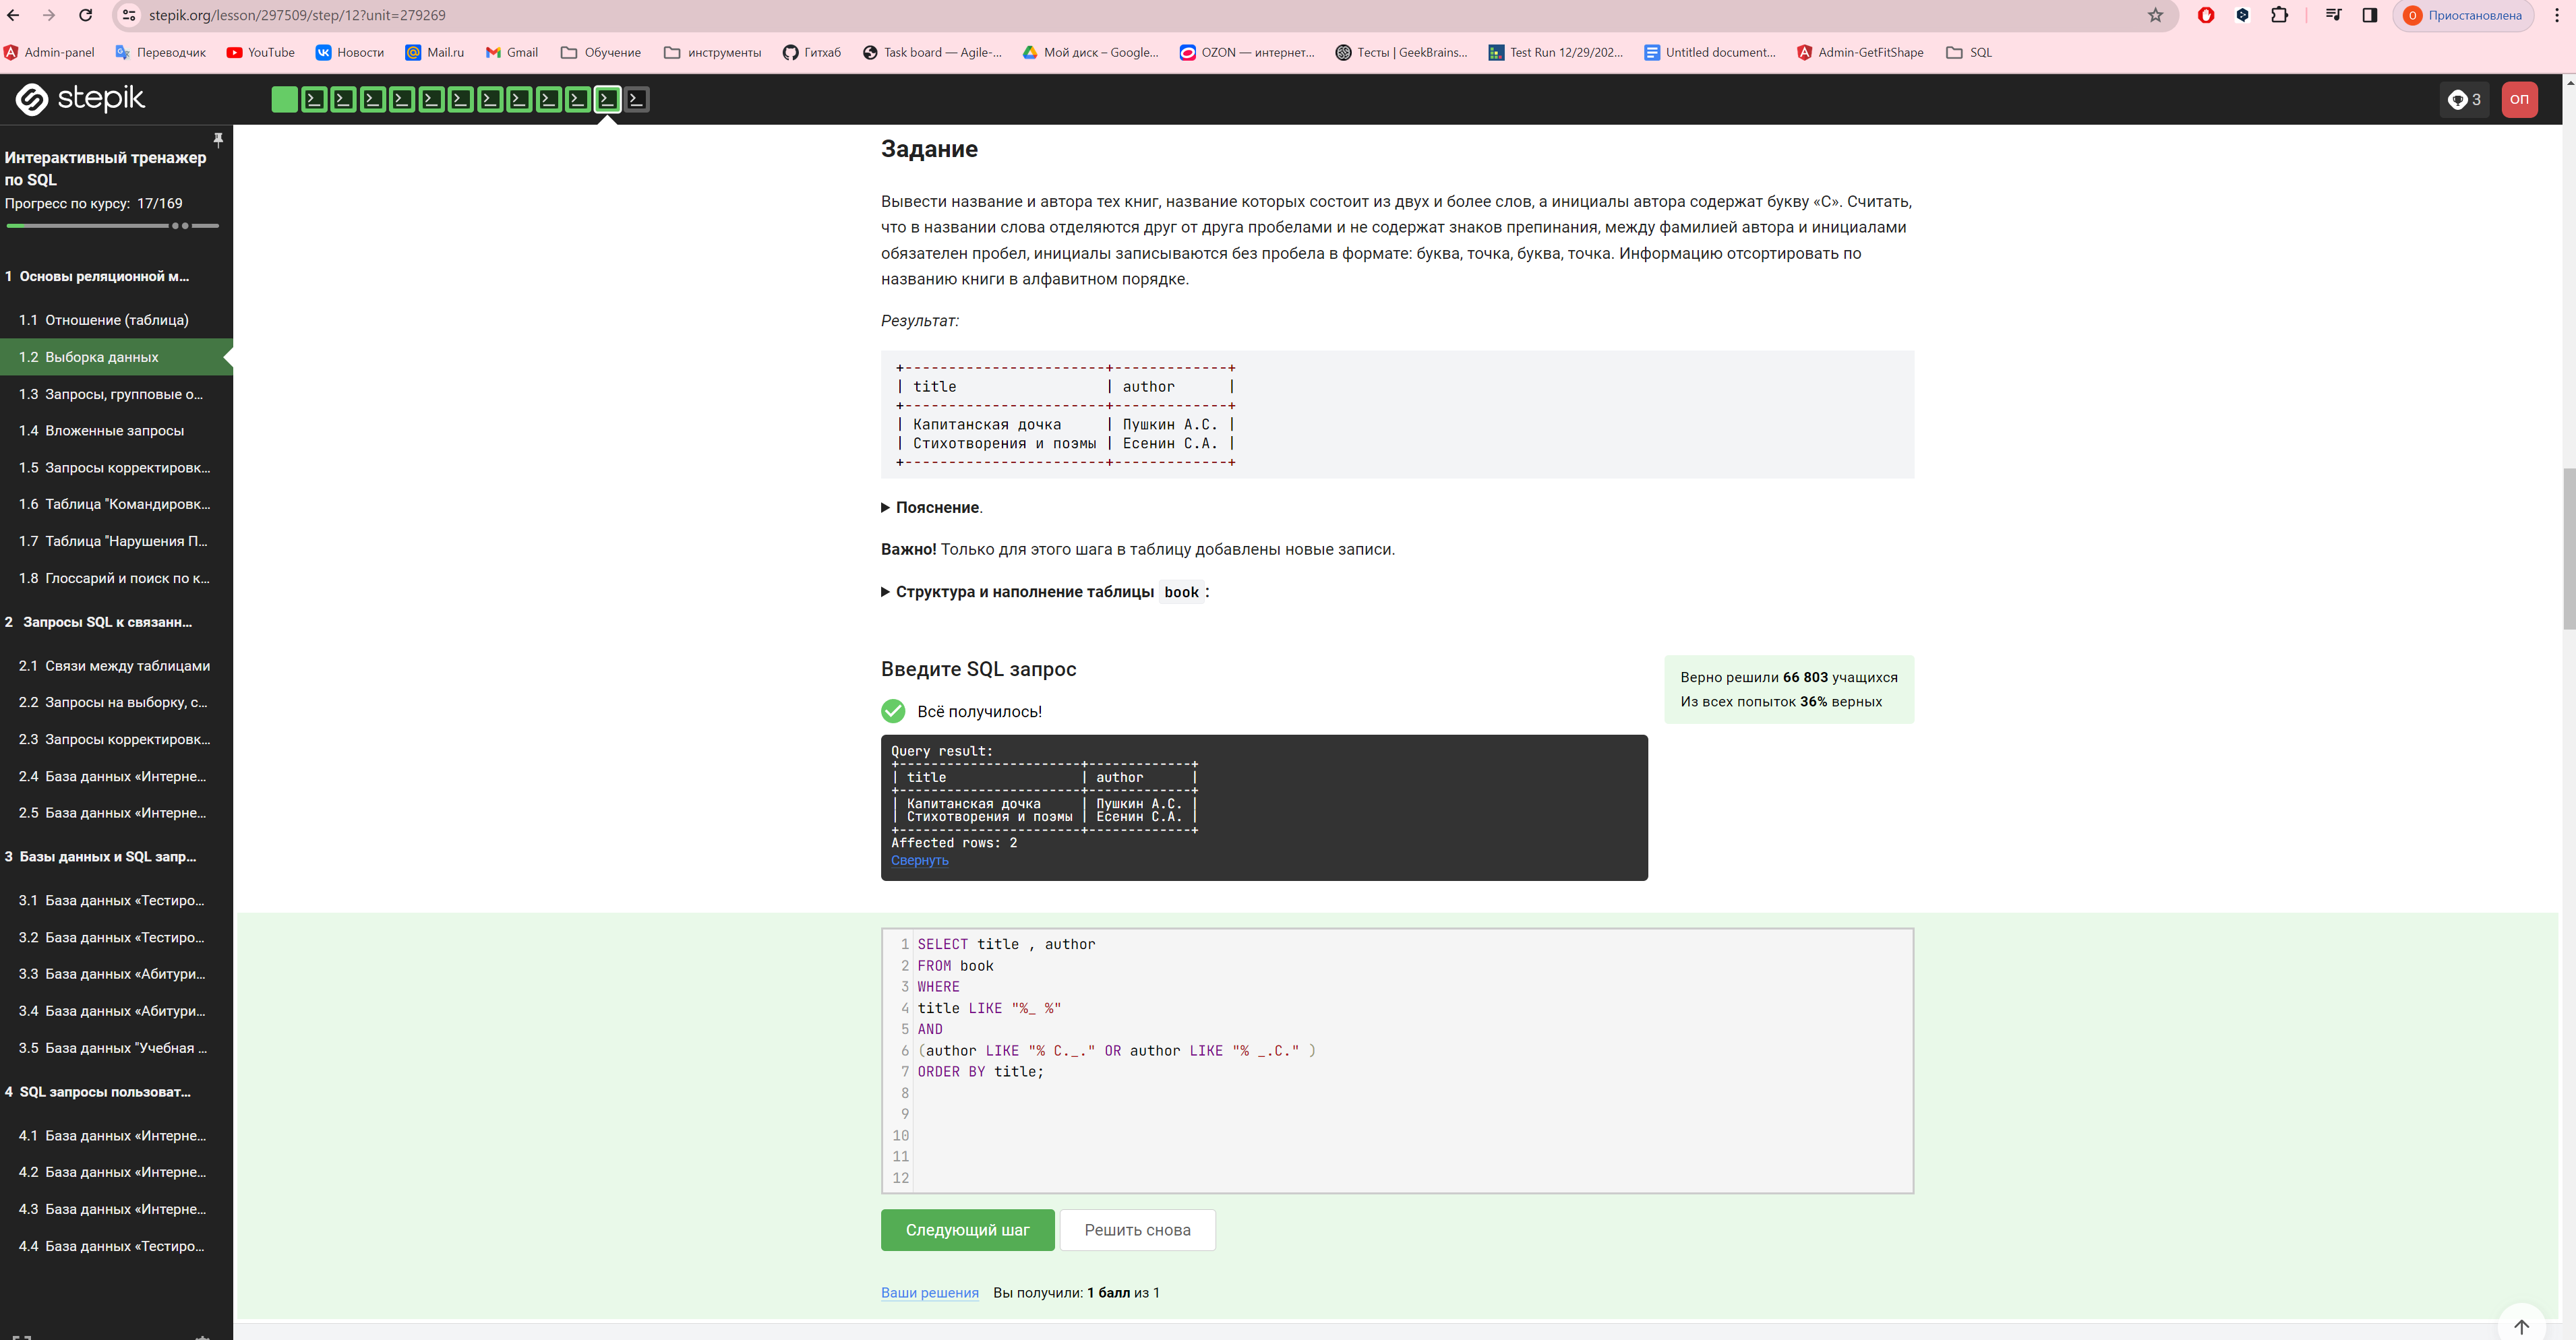 stepik.org/lesson/297509/step/12?unit=279269
О Приостановлена
Admin-panel Переводчик YouTube Новости Mail.ru Gmail Обучение инструменты Гитхаб Task board — Agile-... Мой диск – Google... OZON — интернет... Тесты | GeekBrains... Test Run 12/29/202... Untitled document... Admin-GetFitShape SQL
stepik
3
ОП
Интерактивный тренажер
по SQL
Прогресс по курсу: 17/169
1 Основы реляционной м...
1.1 Отношение (таблица)
1.2 Выборка данных
1.3 Запросы, групповые о...
1.4 Вложенные запросы
1.5 Запросы корректировк...
1.6 Таблица "Командировк...
1.7 Таблица "Нарушения П...
1.8 Глоссарий и поиск по к...
2 Запросы SQL к связанн...
2.1 Связи между таблицами
2.2 Запросы на выборку, с...
2.3 Запросы корректировк...
2.4 База данных «Интерне...
2.5 База данных «Интерне...
3 Базы данных и SQL запр...
3.1 База данных «Тестиро...
3.2 База данных «Тестиро...
3.3 База данных «Абитури...
3.4 База данных «Абитури...
3.5 База данных "Учебная ...
4 SQL запросы пользоват...
4.1 База данных «Интерне...
4.2 База данных «Интерне...
4.3 База данных «Интерне...
4.4 База данных «Тестиро...
Задание
Вывести название и автора тех книг, название которых состоит из двух и более слов, а инициалы автора содержат букву «С». Считать,
что в названии слова отделяются друг от друга пробелами и не содержат знаков препинания, между фамилией автора и инициалами
обязателен пробел, инициалы записываются без пробела в формате: буква, точка, буква, точка. Информацию отсортировать по
названию книги в алфавитном порядке.
Результат:
+-----------------------+-------------+
| title                 | author      |
+-----------------------+-------------+
| Капитанская дочка     | Пушкин А.С. |
| Стихотворения и поэмы | Есенин С.А. |
+-----------------------+-------------+
Пояснение.
Важно! Только для этого шага в таблицу добавлены новые записи.
Структура и наполнение таблицы book :
Введите SQL запрос
Верно решили 66 803 учащихся
Из всех попыток 36% верных
Всё получилось!
Query result:
+-----------------------+-------------+
| title                 | author      |
+-----------------------+-------------+
| Капитанская дочка     | Пушкин А.С. |
| Стихотворения и поэмы | Есенин С.А. |
+-----------------------+-------------+
Affected rows: 2
Свернуть
1 SELECT title , author
2 FROM book
3 WHERE
4 title LIKE "%_ %"
5 AND
6 (author LIKE "% С._." OR author LIKE "% _.С." )
7 ORDER BY title;
8
9
10
11
12
Следующий шаг Решить снова
Ваши решения Вы получили: 1 балл из 1